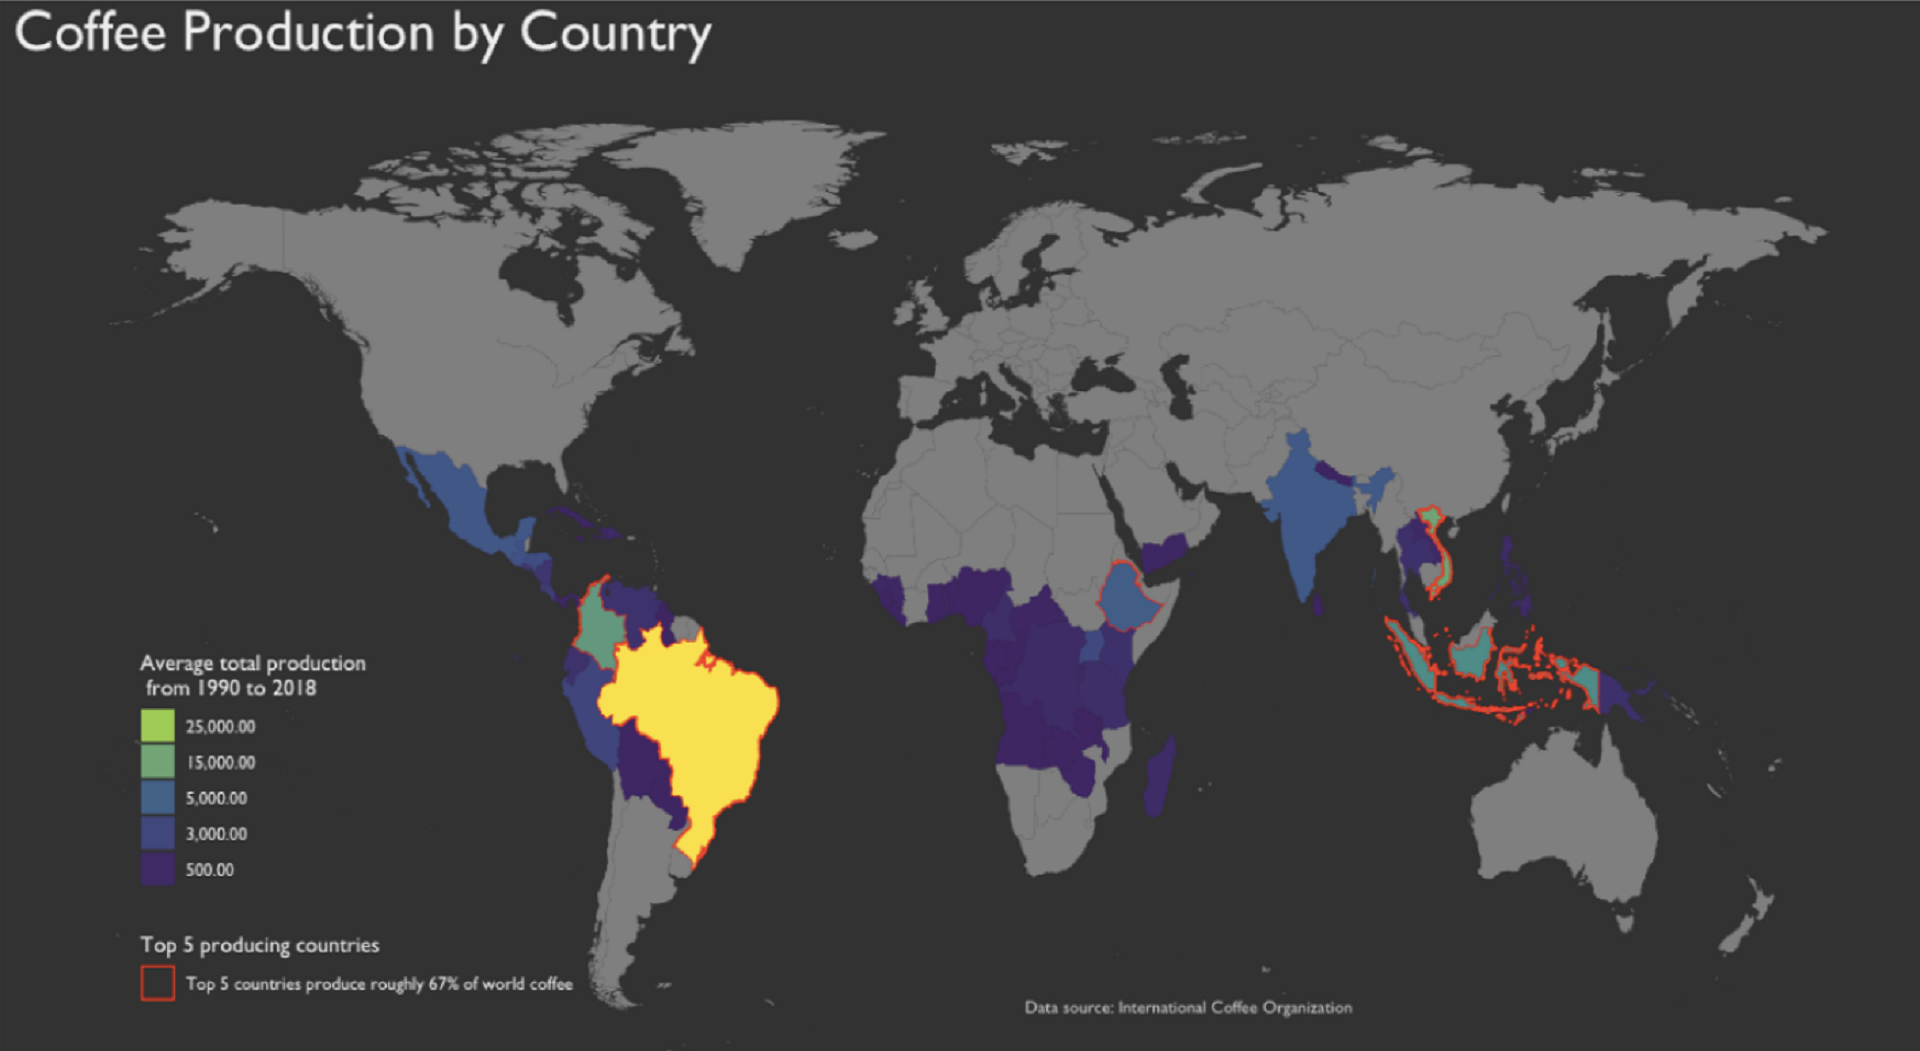 Coffee Production by Country
Average total production
from 1990 to 2018
25,000.00
15,000.00
5,000.00
3,000.00
500.00
Top 5 producing countries
Top 5 countries produce roughly 67% of world coffee
Data source: International Coffee Organization